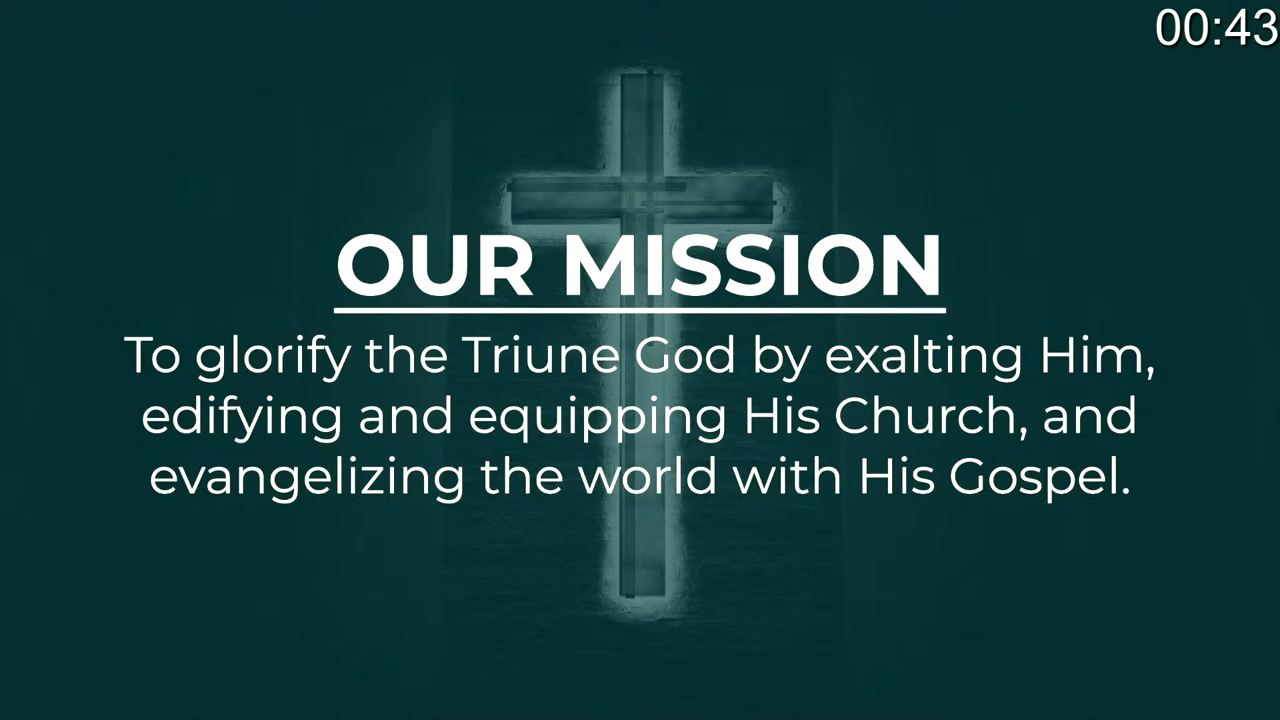 00:43
OUR MISSION
To glorify the Triune God by exalting Him,
edifying and equipping His Church, and
evangelizing the world with His Gospel.